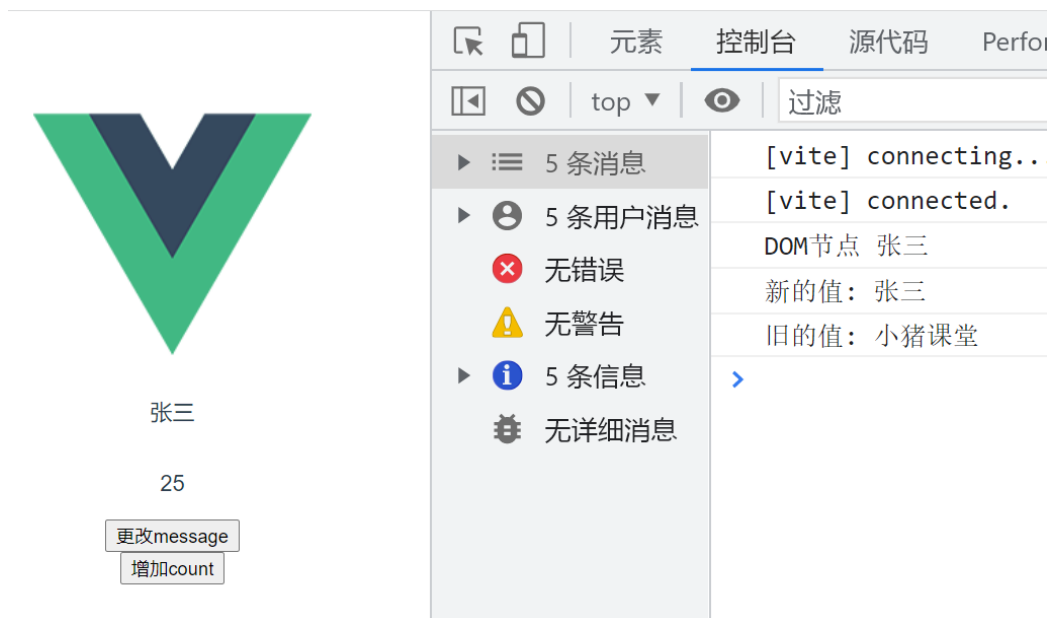 元素 控制台 源代码 Perfor
top 过滤
5 条消息
5 条用户消息
无错误
无警告
5 条信息
无详细消息
[vite] connecting...
[vite] connected.
DOM节点 张三
新的值: 张三
旧的值: 小猪课堂
张三
25
更改message
增加count